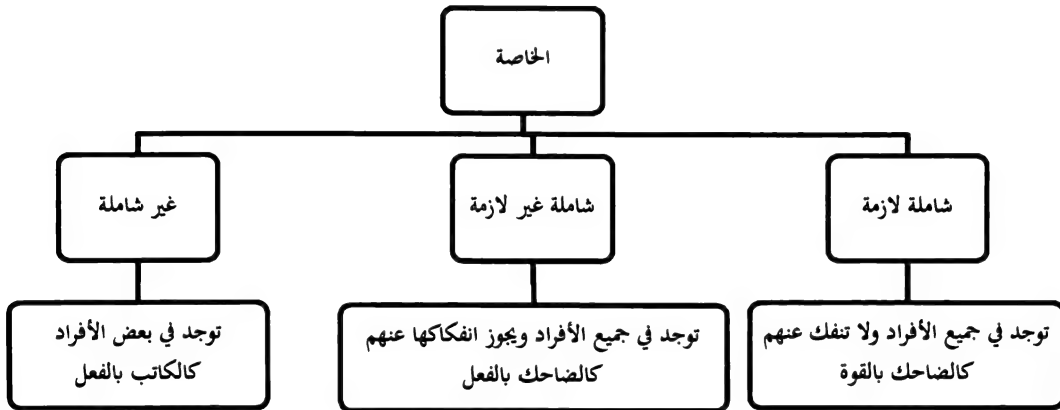 الخاصة
شاملة لازمة
شاملة غير لازمة
غير شاملة
توجد في جميع الأفراد ولا تنفك عنهم
كالضاحك بالقوة
توجد في جميع الأفراد ويجوز انفكاكها عنهم
كالضاحك بالفعل
توجد في بعض الأفراد
كالكاتب بالفعل